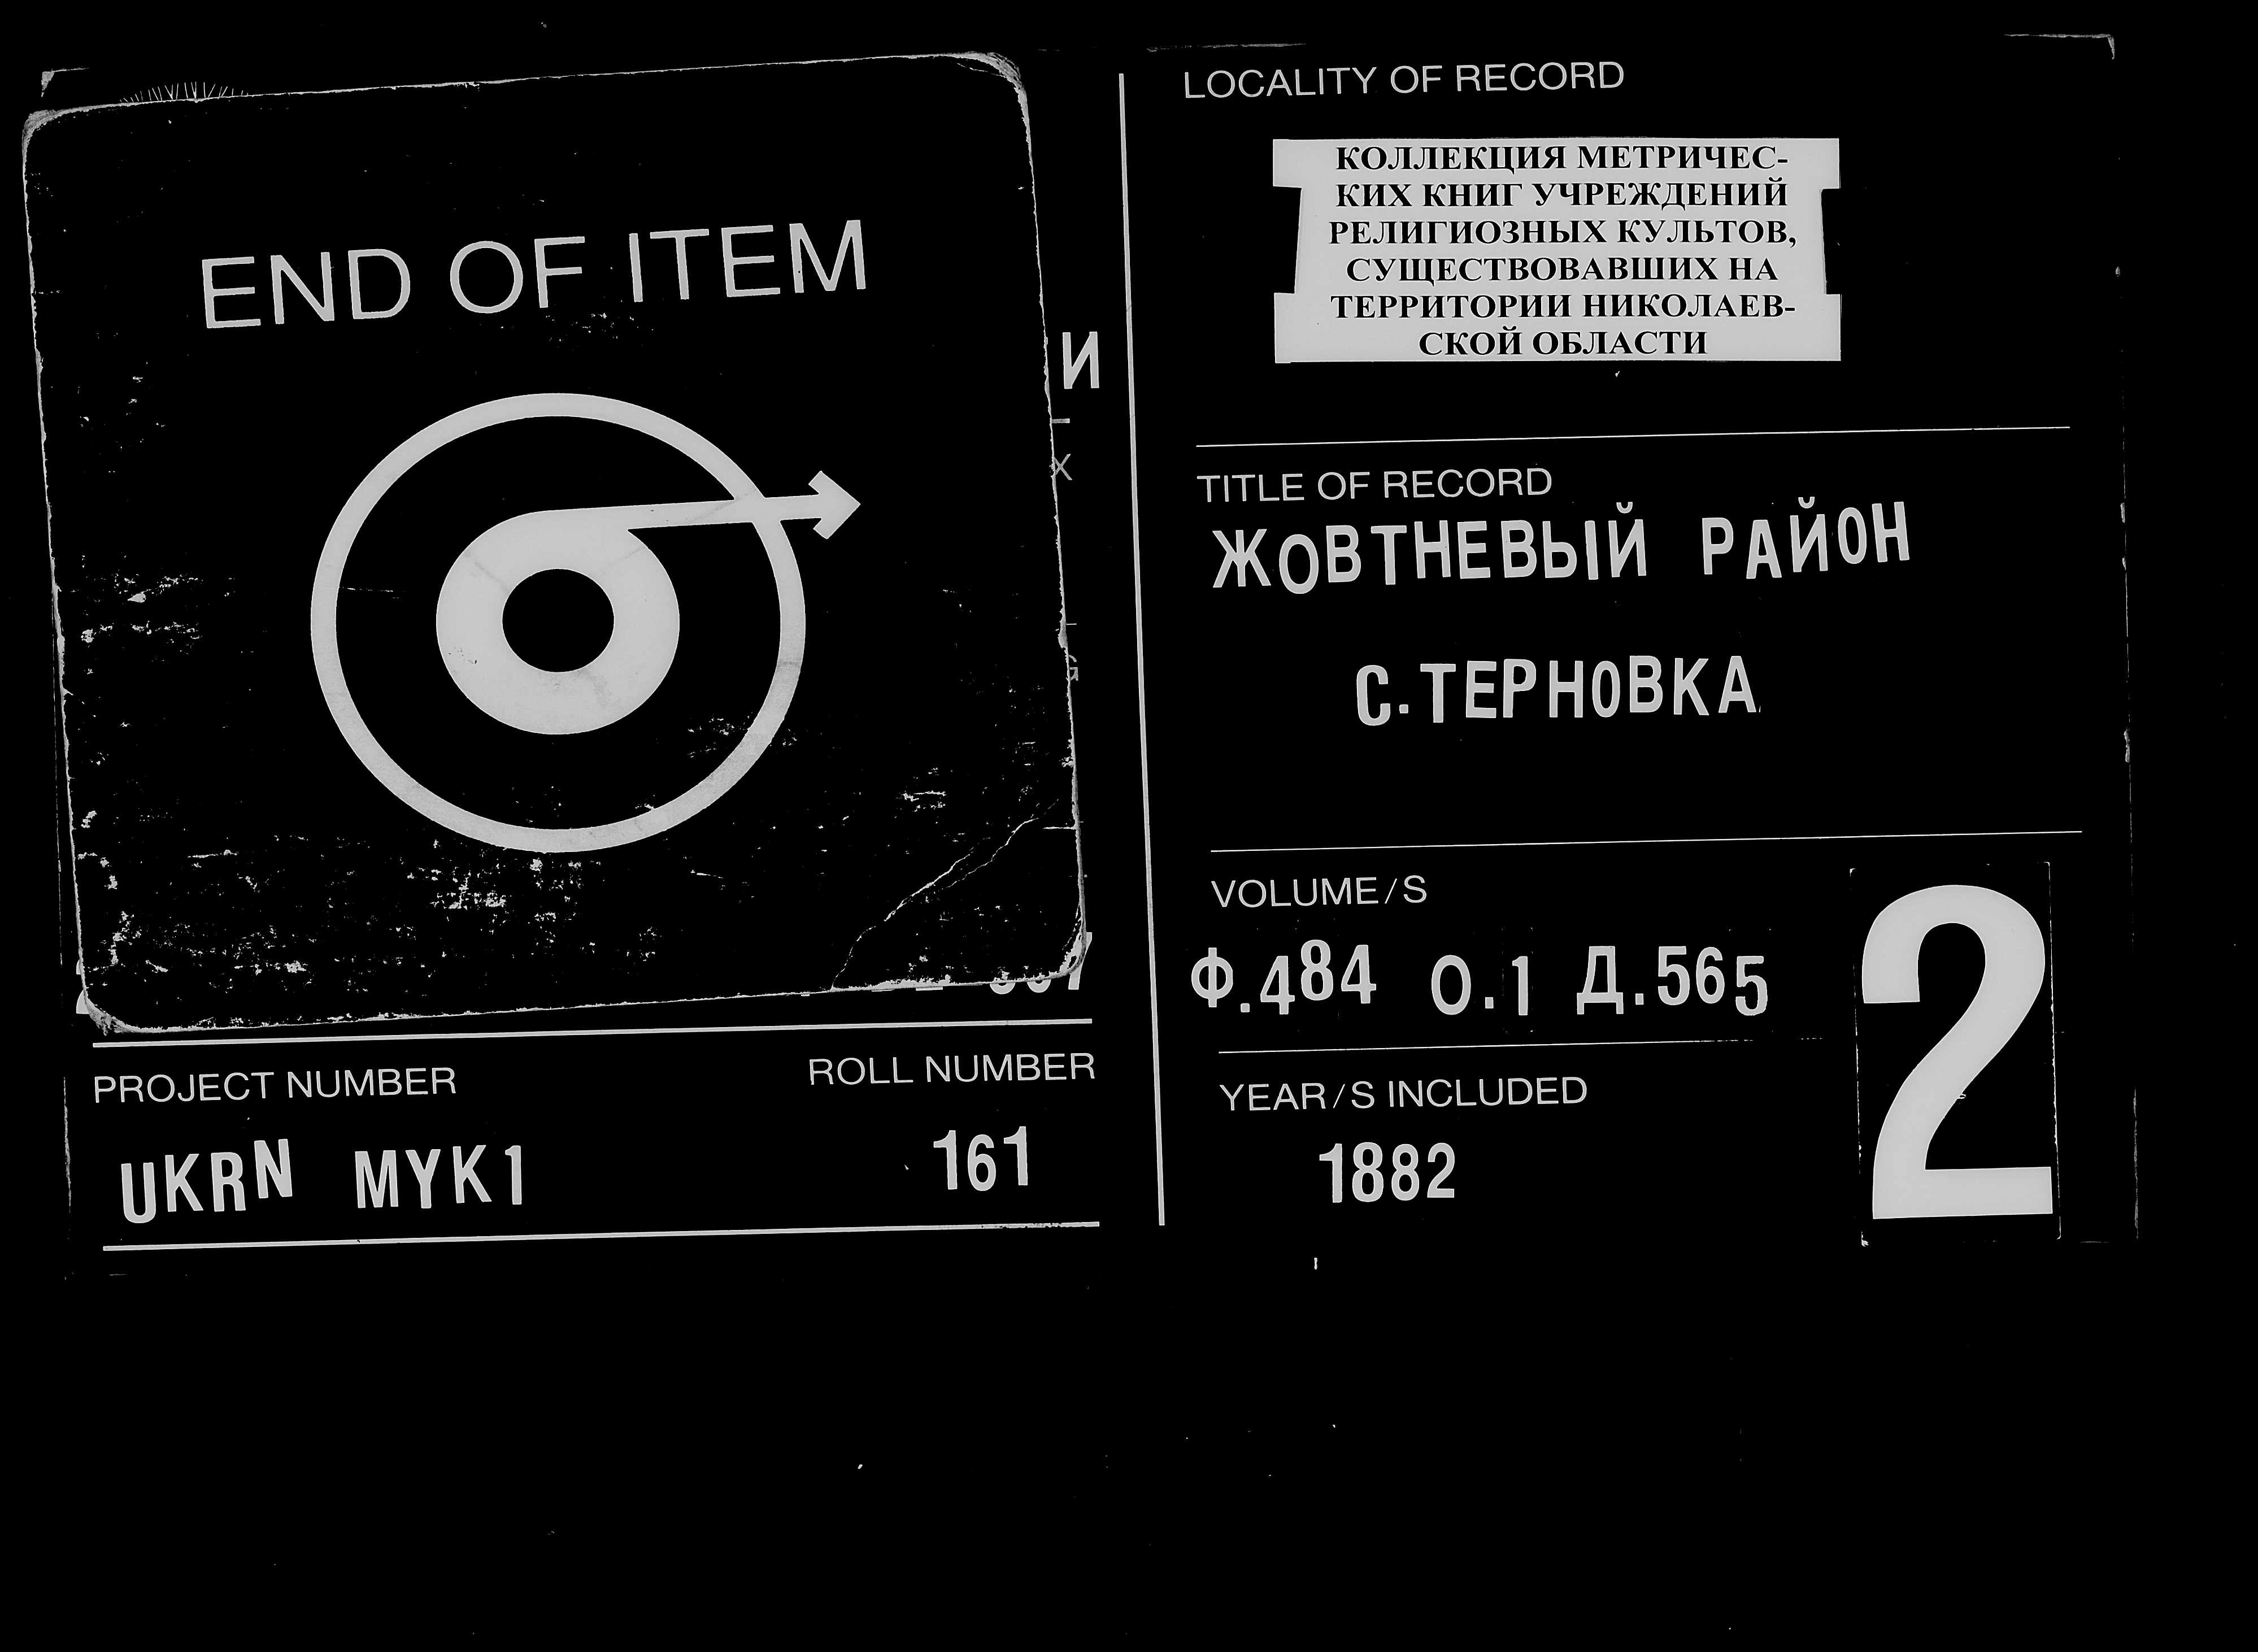 END OF ITEM
PROJECT NUMBER
ROLL NUMBER
UKRN MYK1
161
LOCALITY OF RECORD
КОЛЛЕКЦИЯ МЕТРИЧЕС-
КИХ КНИГ УЧРЕЖДЕНИЙ
РЕЛИГИОЗНЫХ КУЛЬТОВ,
СУЩЕСТВОВАВШИХ НА
ТЕРРИТОРИИ НИКОЛАЕВ-
СКОЙ ОБЛАСТИ
TITLE OF RECORD
ЖОВТНЕВЫЙ РАЙОН
С.ТЕРНОВКА
VOLUME/S
Ф.484 О.1 Д.565
YEAR/S INCLUDED
1882
2